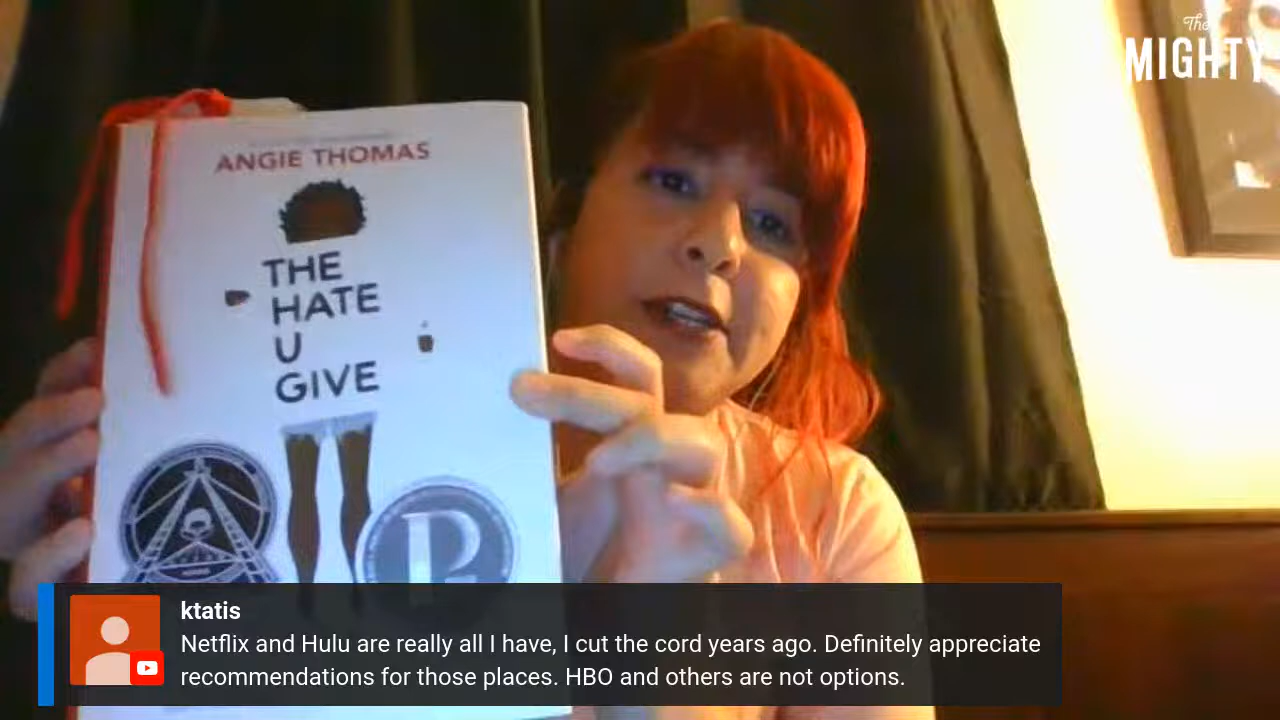 The
MIGHTY
ANGIE THOMAS
THE
HATE
U
GIVE
P
ktatis
Netflix and Hulu are really all I have, I cut the cord years ago. Definitely appreciate
recommendations for those places. HBO and others are not options.